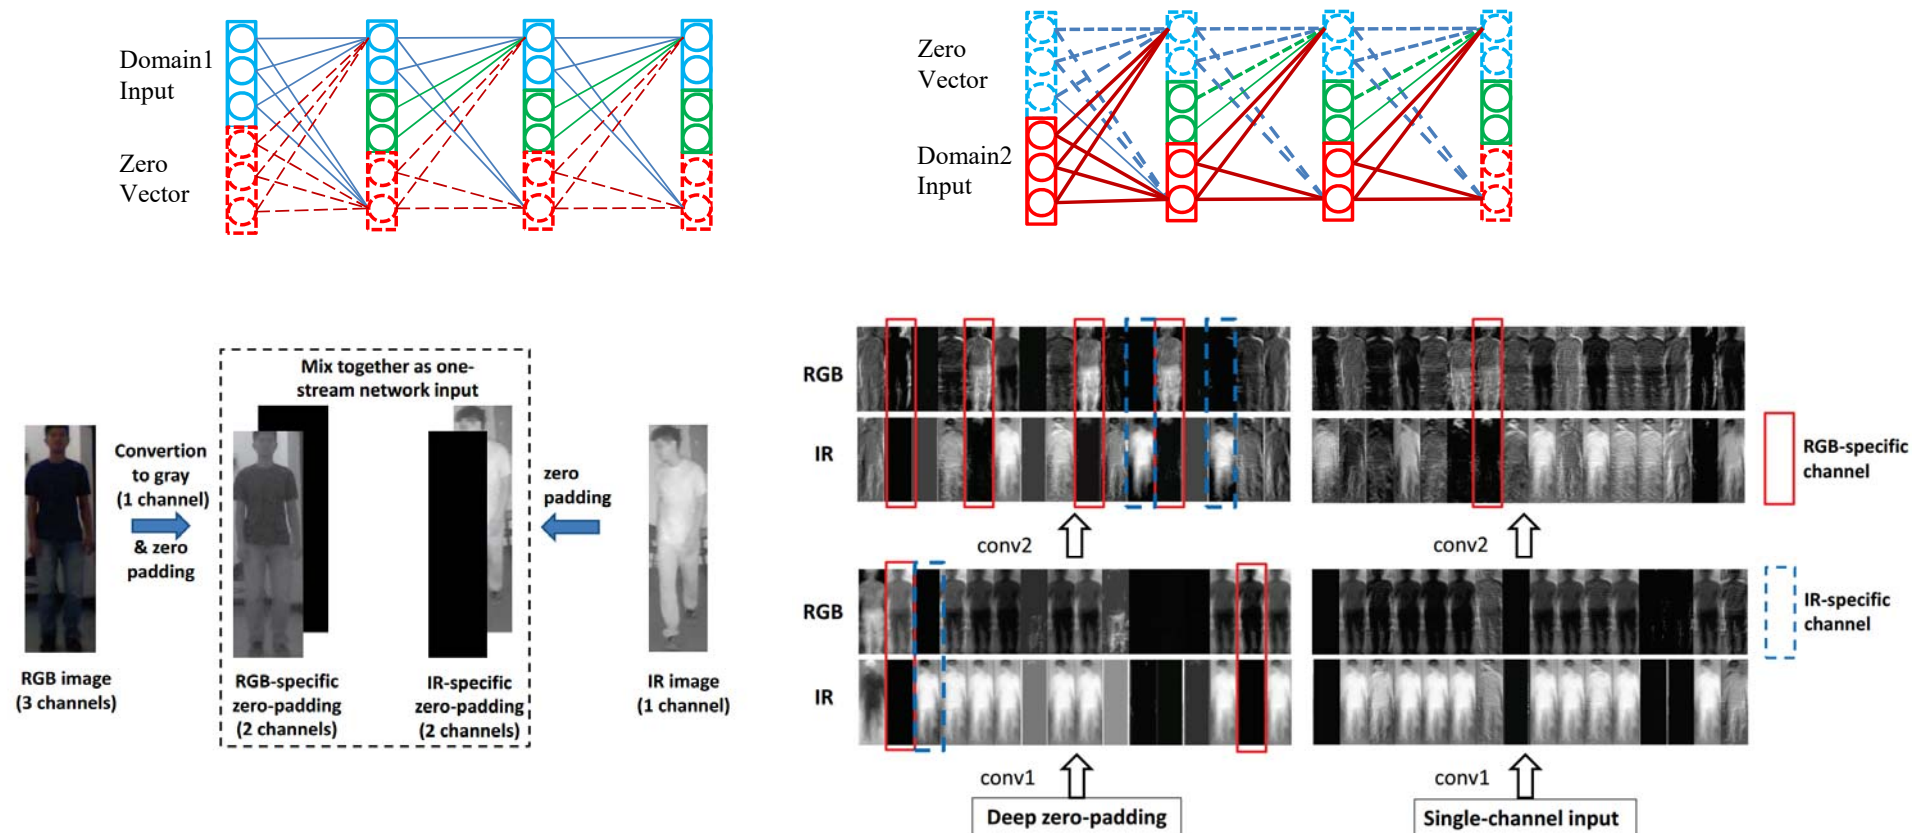 Domain1
Input
Zero
Vector
Zero
Vector
Domain2
Input
Mix together as one-
stream network input
Convertion
to gray
(1 channel)
& zero
padding
zero
padding
RGB image
(3 channels)
RGB-specific
zero-padding
(2 channels)
IR-specific
zero-padding
(2 channels)
IR image
(1 channel)
RGB
IR
conv2
conv2
RGB
IR
conv1
conv1
Deep zero-padding
Single-channel input
RGB-specific
channel
IR-specific
channel